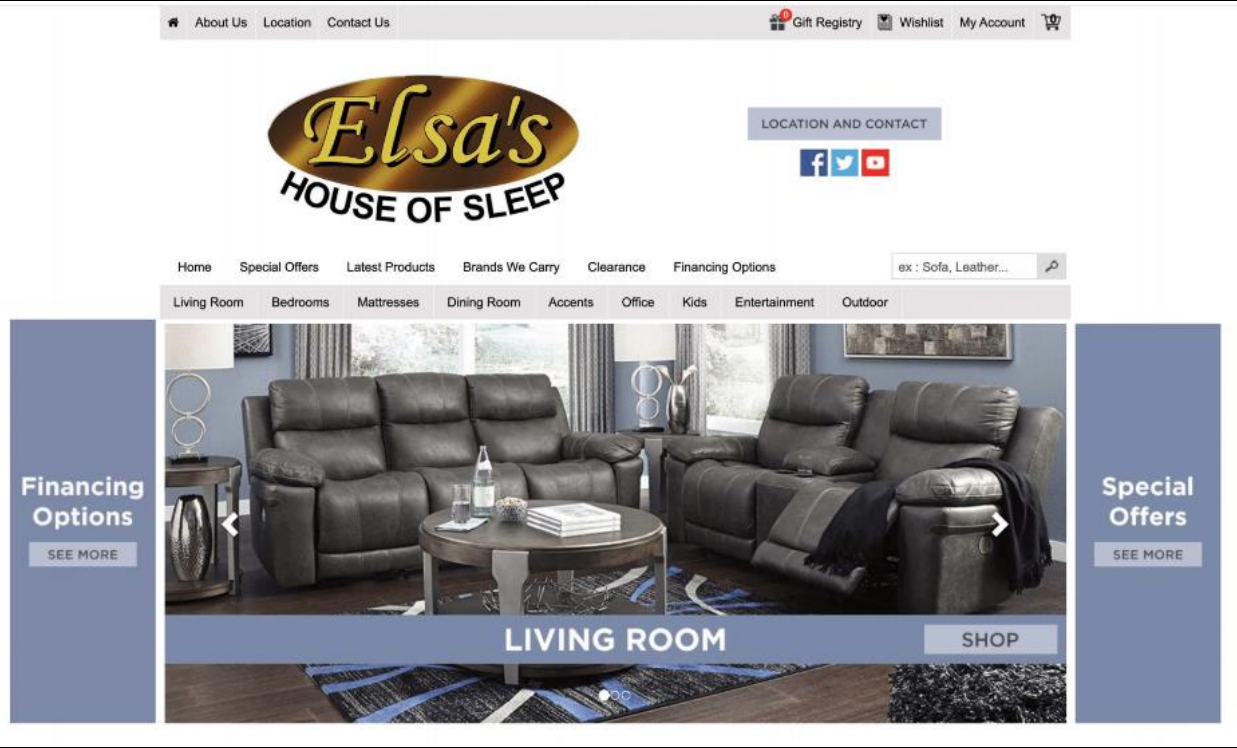 About Us Location Contact Us
0 Gift Registry Wishlist My Account 0
Elsa's
HOUSE OF SLEEP
LOCATION AND CONTACT
Home Special Offers Latest Products Brands We Carry Clearance Financing Options ex : Sofa, Leather...
Living Room Bedrooms Mattresses Dining Room Accents Office Kids Entertainment Outdoor
Financing
Options
SEE MORE
LIVING ROOM SHOP
Special
Offers
SEE MORE